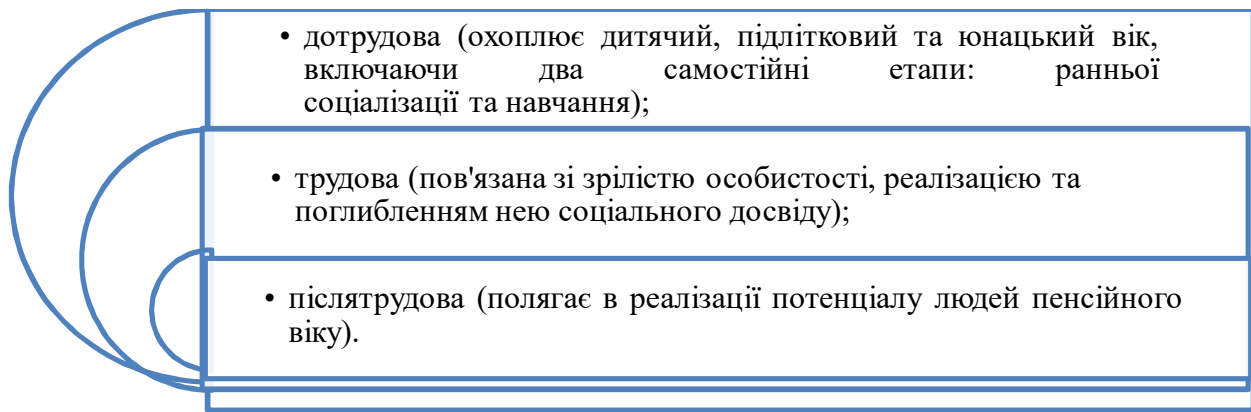 • дотрудова (охоплює дитячий, підлітковий та юнацький вік,
включаючи два самостійні етапи: ранньої
соціалізації та навчання);
• трудова (пов'язана зі зрілістю особистості, реалізацією та
поглибленням нею соціального досвіду);
• післятрудова (полягає в реалізації потенціалу людей пенсійного
віку).